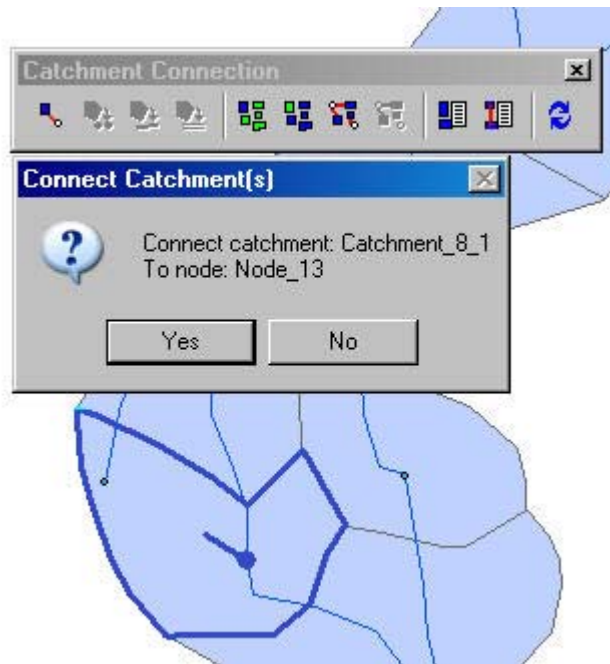 Catchment Connection
Connect Catchment(s)
Connect catchment: Catchment_8_1
To node: Node_13
Yes
No